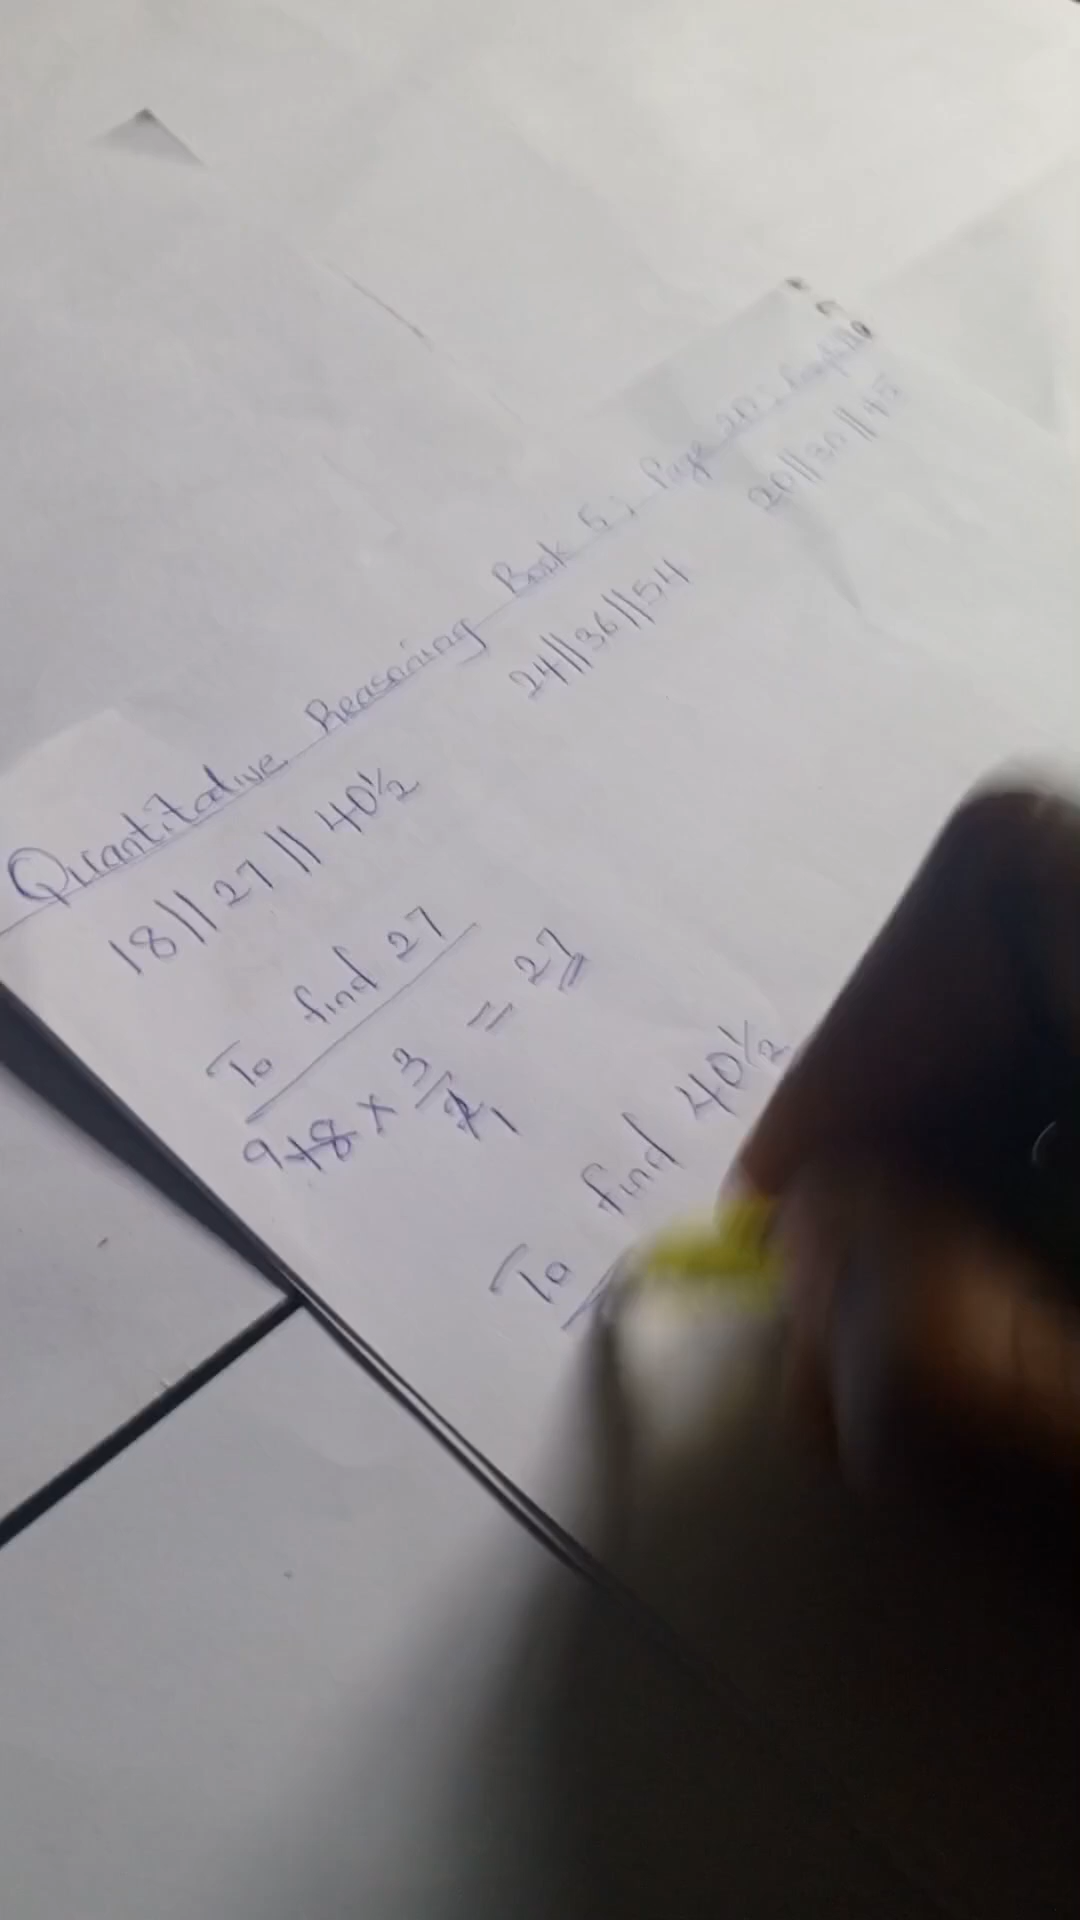 Quantitative Reasoning Book 5; Page 20;
18||27||40½ 24||36||54 20||30||45
To find 27
9 18 × 3/2 1 = 27
To find 40½